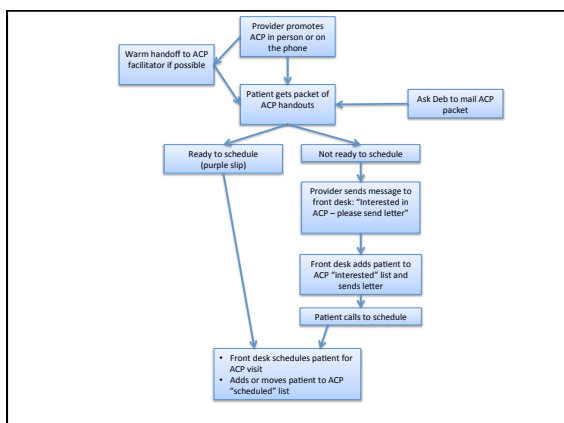 Provider promotes
ACP in person or on
the phone
Warm handoff to ACP
facilitator if possible
Patient gets packet of
ACP handouts
Ask Deb to mail ACP
packet
Ready to schedule
(purple slip)
Not ready to schedule
Provider sends message to
front desk: "Interested in
ACP – please send letter"
Front desk adds patient to
ACP "interested" list and
sends letter
Patient calls to schedule
• Front desk schedules patient for
ACP visit
• Adds or moves patient to ACP
"scheduled" list